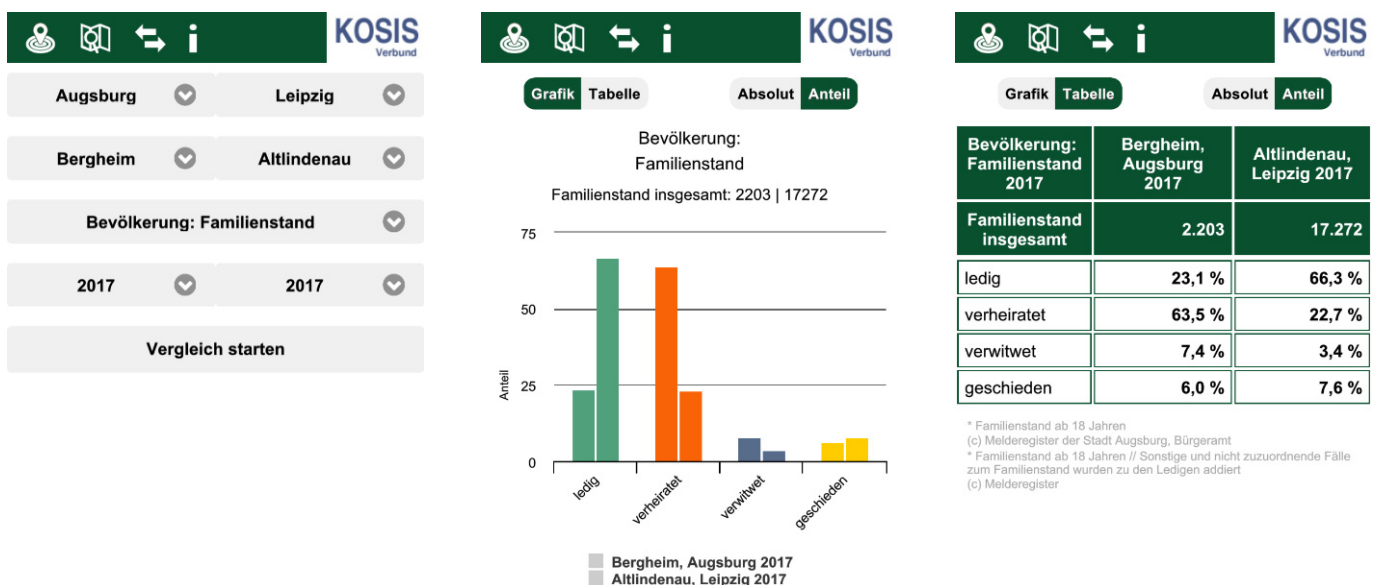 KOSIS
Verbund
Augsburg
Leipzig
Bergheim
Altlindenau
Bevölkerung: Familienstand
2017
2017
Vergleich starten
KOSIS
Verbund
Grafik Tabelle
Absolut Anteil
Bevölkerung:
Familienstand
Familienstand insgesamt: 2203 | 17272
75
50
25
0
Anteil
ledig
verheiratet
verwitwet
geschieden
Bergheim, Augsburg 2017
Altlindenau, Leipzig 2017
KOSIS
Verbund
Grafik Tabelle
Absolut Anteil
Bevölkerung:
Familienstand
2017
Bergheim,
Augsburg
2017
Altlindenau,
Leipzig 2017
Familienstand
insgesamt
2.203
17.272
ledig 23,1 % 66,3 %
verheiratet 63,5 % 22,7 %
verwitwet 7,4 % 3,4 %
geschieden 6,0 % 7,6 %
* Familienstand ab 18 Jahren
(c) Melderegister der Stadt Augsburg, Bürgeramt
* Familienstand ab 18 Jahren // Sonstige und nicht zuzuordnende Fälle
zum Familienstand wurden zu den Ledigen addiert
(c) Melderegister